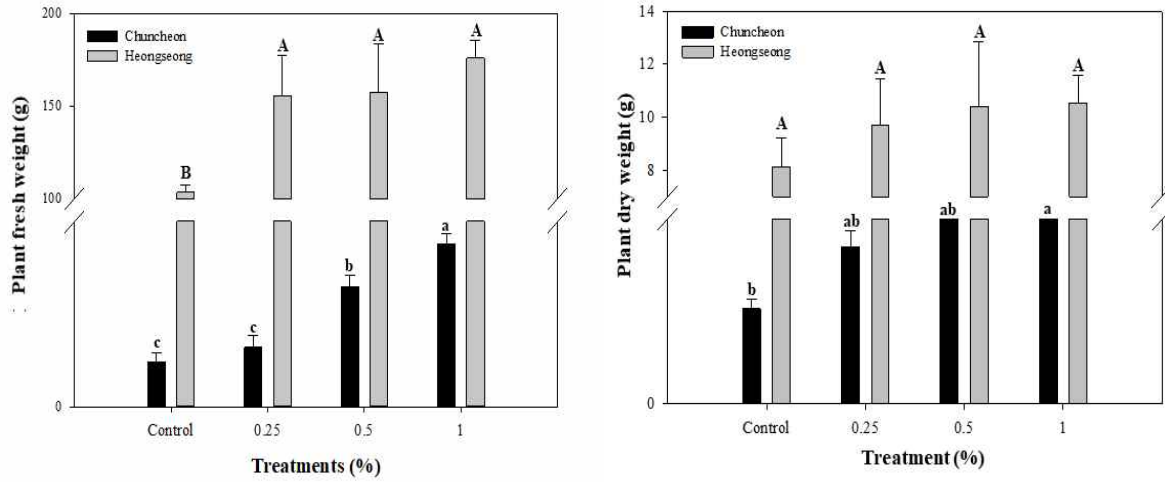 Plant fresh weight (g)
200
150
100
0
Chuncheon
Heongseong
B
A
A
A
c
c
b
a
Control
0.25
0.5
1
Treatments (%)
Plant dry weight (g)
14
12
10
8
0
Chuncheon
Heongseong
A
A
A
A
b
ab
ab
a
Control
0.25
0.5
1
Treatment (%)